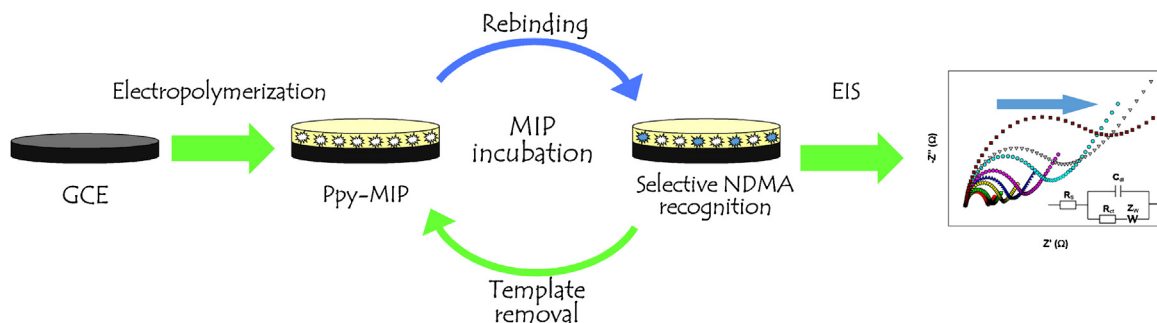 Rebinding
Electropolymerization
EIS
MIP
incubation
GCE
Ppy-MIP
Selective NDMA
recognition
Template
removal
-Z'' (Ω)
Z' (Ω)
Rs
Cdl
Rct
Zw
W